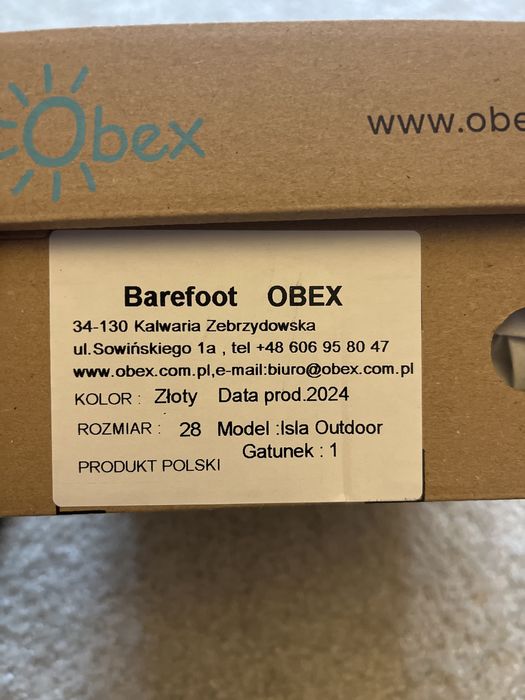 Obex
www.obe
Barefoot OBEX
34-130 Kalwaria Zebrzydowska
ul.Sowińskiego 1a , tel +48 606 95 80 47
www.obex.com.pl,e-mail:biuro@obex.com.pl
KOLOR : Złoty Data prod.2024
ROZMIAR : 28 Model :Isla Outdoor
Gatunek : 1
PRODUKT POLSKI